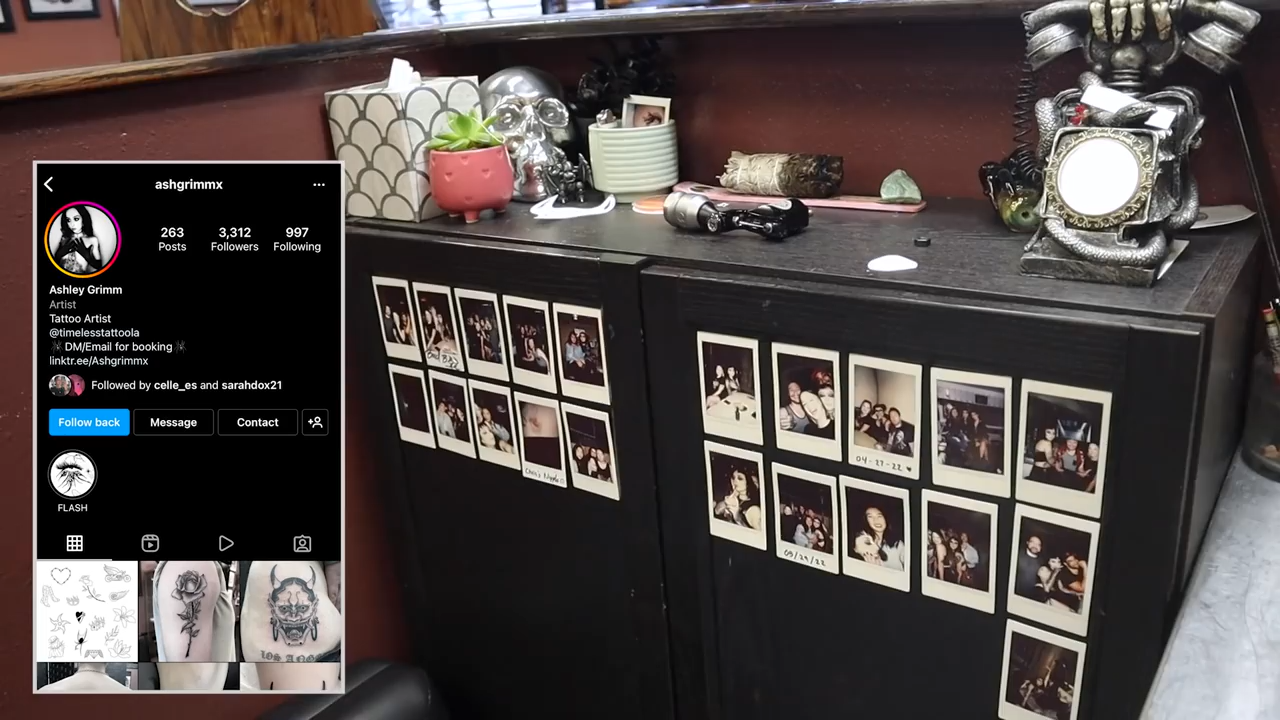 ashgrimmx
263 3,312 997
Posts Followers Following
Ashley Grimm
Artist
Tattoo Artist
@timelesstattoola
DM/Email for booking
linktr.ee/Ashgrimmx
Followed by celle_es and sarahdox21
Follow back Message Contact
FLASH
LOS ANG
04-27-22
09/29/22